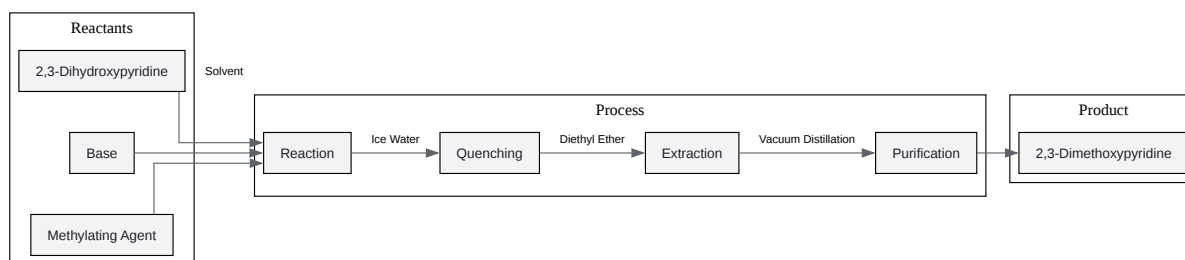 Reactants
2,3-Dihydroxypyridine
Solvent
Base
Methylating Agent
Process
Reaction
Ice Water
Quenching
Diethyl Ether
Extraction
Vacuum Distillation
Purification
Product
2,3-Dimethoxypyridine